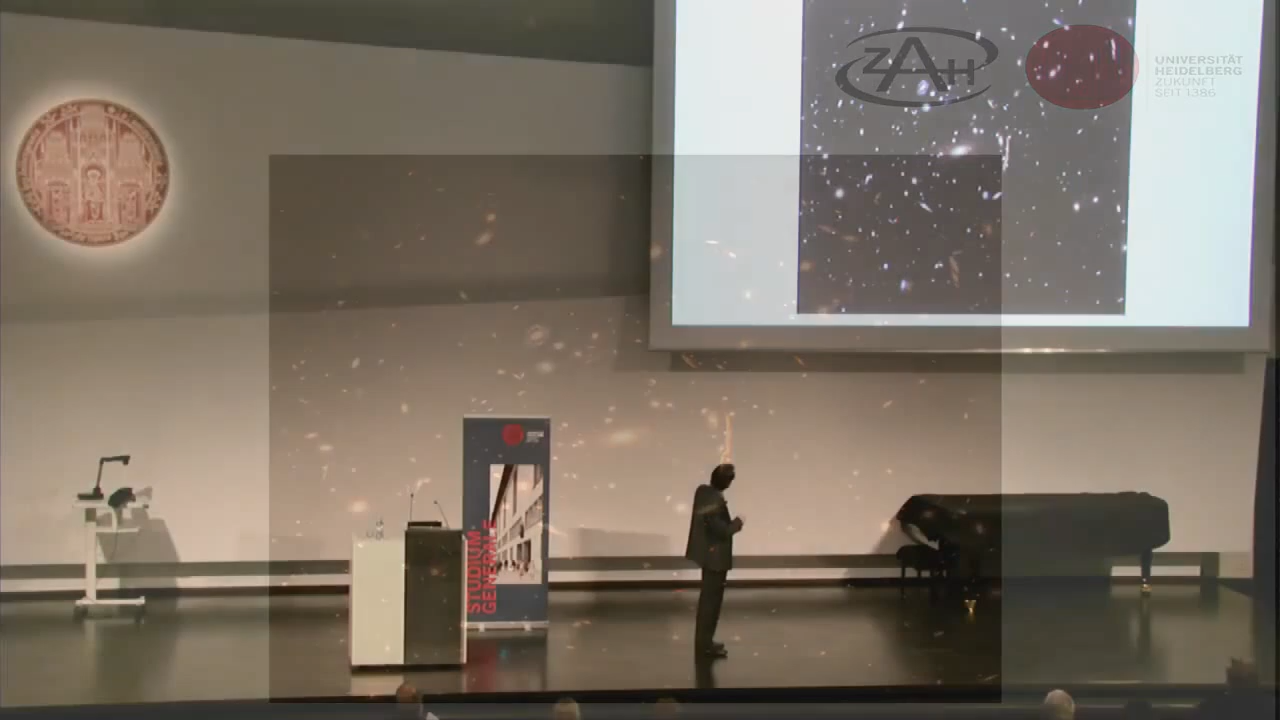 ZAH
UNIVERSITÄT
HEIDELBERG
ZUKUNFT
SEIT 1386
STUDIUM
GENERALE